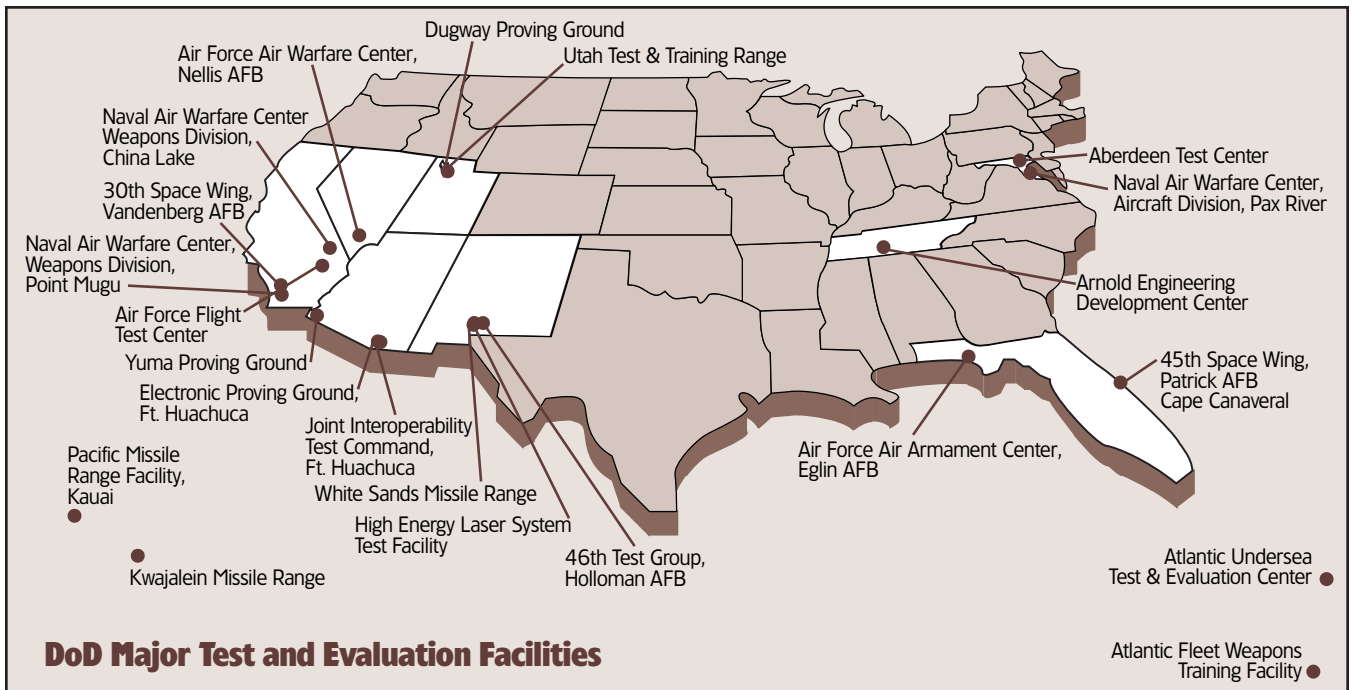 Dugway Proving Ground
Utah Test & Training Range
Air Force Air Warfare Center,
Nellis AFB
Naval Air Warfare Center
Weapons Division,
China Lake
30th Space Wing,
Vandenberg AFB
Naval Air Warfare Center,
Weapons Division,
Point Mugu
Air Force Flight
Test Center
Yuma Proving Ground
Electronic Proving Ground,
Ft. Huachuca
Joint Interoperability
Test Command,
Ft. Huachuca
White Sands Missile Range
High Energy Laser System
Test Facility
46th Test Group,
Holloman AFB
Pacific Missile
Range Facility,
Kauai
Kwajalein Missile Range
Aberdeen Test Center
Naval Air Warfare Center,
Aircraft Division, Pax River
Arnold Engineering
Development Center
45th Space Wing,
Patrick AFB
Cape Canaveral
Air Force Air Armament Center,
Eglin AFB
Atlantic Undersea
Test & Evaluation Center
Atlantic Fleet Weapons
Training Facility
DoD Major Test and Evaluation Facilities